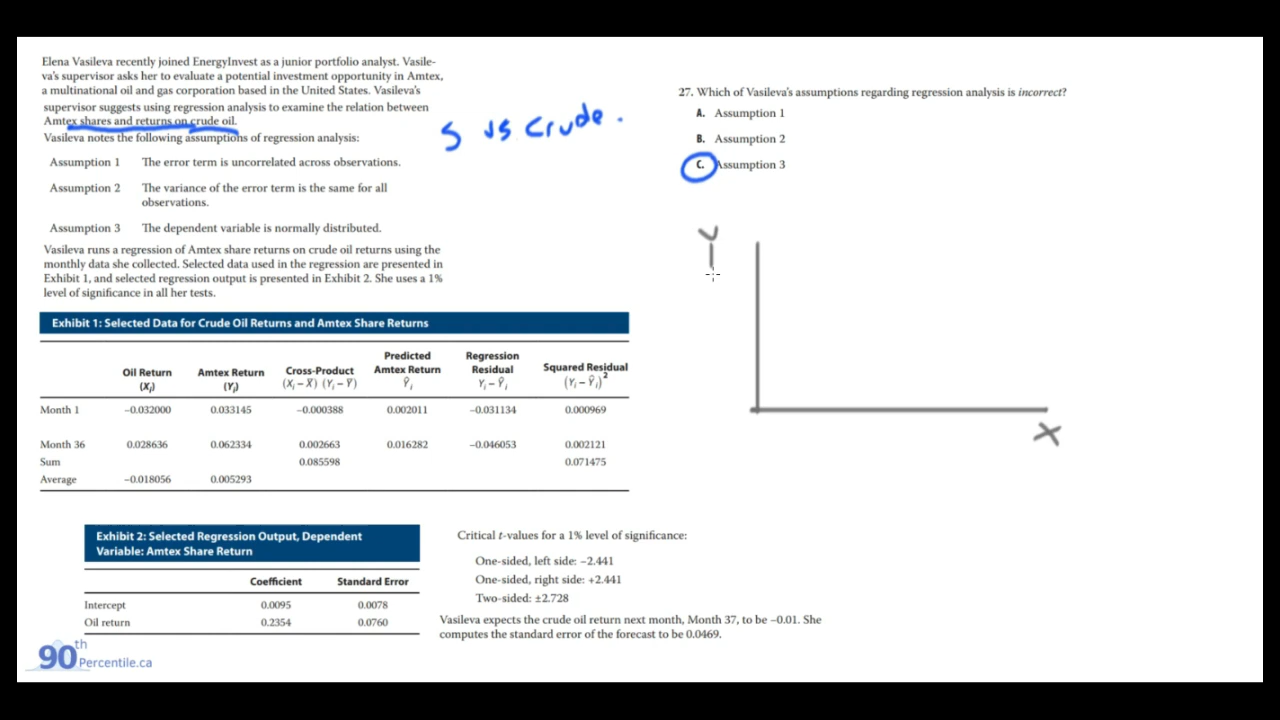 Elena Vasileva recently joined EnergyInvest as a junior portfolio analyst. Vasile-
va's supervisor asks her to evaluate a potential investment opportunity in Amtex,
a multinational oil and gas corporation based in the United States. Vasileva's
supervisor suggests using regression analysis to examine the relation between
Amtex shares and returns on crude oil.
Vasileva notes the following assumptions of regression analysis:
Assumption 1 The error term is uncorrelated across observations.
Assumption 2 The variance of the error term is the same for all
observations.
Assumption 3 The dependent variable is normally distributed.
Vasileva runs a regression of Amtex share returns on crude oil returns using the
monthly data she collected. Selected data used in the regression are presented in
Exhibit 1, and selected regression output is presented in Exhibit 2. She uses a 1%
level of significance in all her tests.
S vs Crude.
27. Which of Vasileva's assumptions regarding regression analysis is incorrect?
A. Assumption 1
B. Assumption 2
C. Assumption 3
Y
X
Exhibit 1: Selected Data for Crude Oil Returns and Amtex Share Returns
Oil Return (Xᵢ) Amtex Return (Yᵢ) Cross-Product (Xᵢ − X̄) (Yᵢ − Ȳ) Predicted Amtex Return Ŷᵢ Regression Residual Yᵢ − Ŷᵢ Squared Residual (Yᵢ − Ŷᵢ)²
Month 1 −0.032000 0.033145 −0.000388 0.002011 −0.031134 0.000969
Month 36 0.028636 0.062334 0.002663 0.016282 −0.046053 0.002121
Sum 0.085598 0.071475
Average −0.018056 0.005293
Exhibit 2: Selected Regression Output, Dependent
Variable: Amtex Share Return
Coefficient Standard Error
Intercept 0.0095 0.0078
Oil return 0.2354 0.0760
Critical t-values for a 1% level of significance:
One-sided, left side: −2.441
One-sided, right side: +2.441
Two-sided: ±2.728
Vasileva expects the crude oil return next month, Month 37, to be −0.01. She
computes the standard error of the forecast to be 0.0469.
90th
Percentile.ca